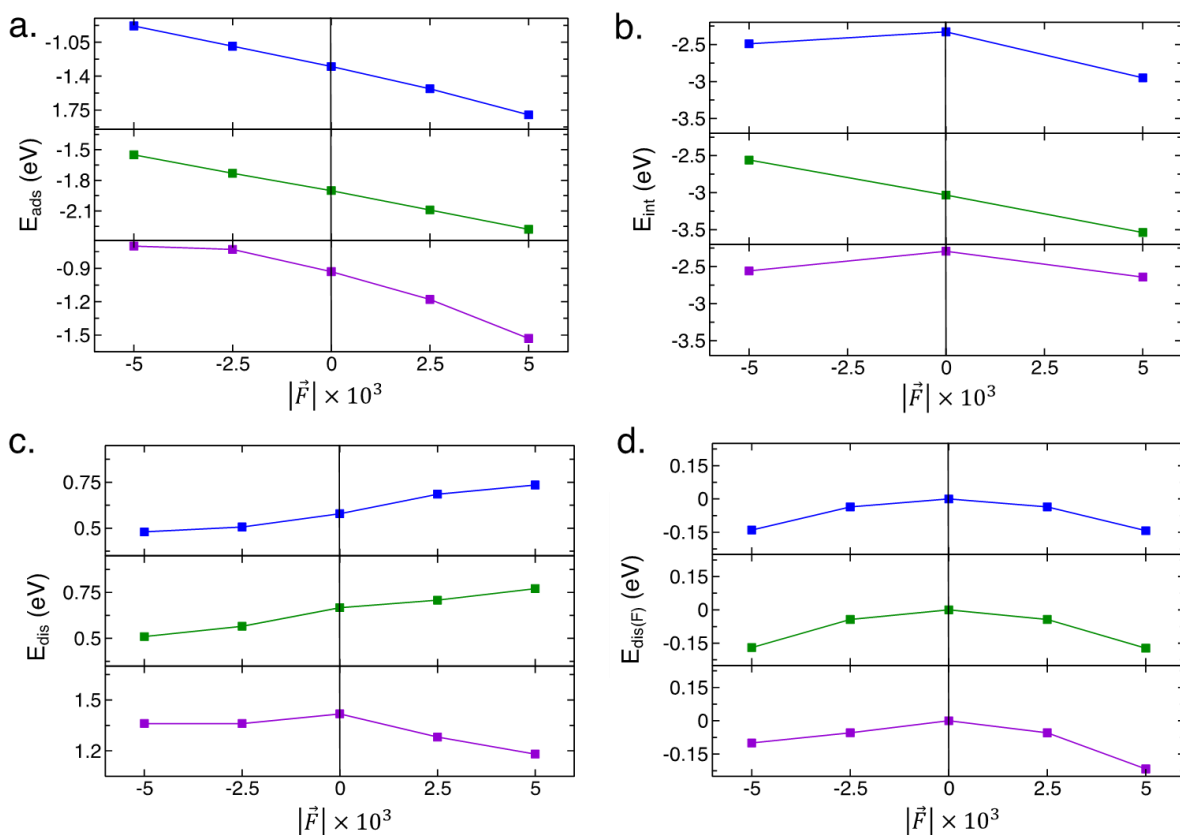 a.
-1.05
-1.4
1.75
-1.5
-1.8
-2.1
-0.9
-1.2
-1.5
E_ads (eV)
-5 -2.5 0 2.5 5
|F⃗| × 10³
b.
-2.5
-3
-3.5
-2.5
-3
-3.5
-2.5
-3
-3.5
E_int (eV)
-5 -2.5 0 2.5 5
|F⃗| × 10³
c.
0.75
0.5
0.75
0.5
1.5
1.2
E_dis (eV)
-5 -2.5 0 2.5 5
|F⃗| × 10³
d.
0.15
0
-0.15
0.15
0
-0.15
0.15
0
-0.15
E_dis(F) (eV)
-5 -2.5 0 2.5 5
|F⃗| × 10³